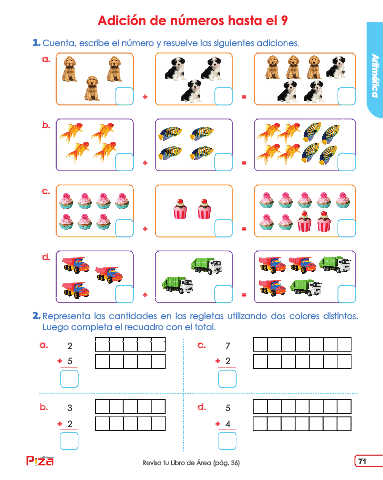 Adición de números hasta el 9
1. Cuenta, escribe el número y resuelve las siguientes adiciones.
Aritmética
a.
+ =
b.
+ =
c.
+ =
d.
+ =
2. Representa las cantidades en las regletas utilizando dos colores distintos.
Luego completa el recuadro con el total.
a. 2
+ 5
c. 7
+ 2
b. 3
+ 2
d. 5
+ 4
Revisa tu Libro de Área (pág. 56)
71